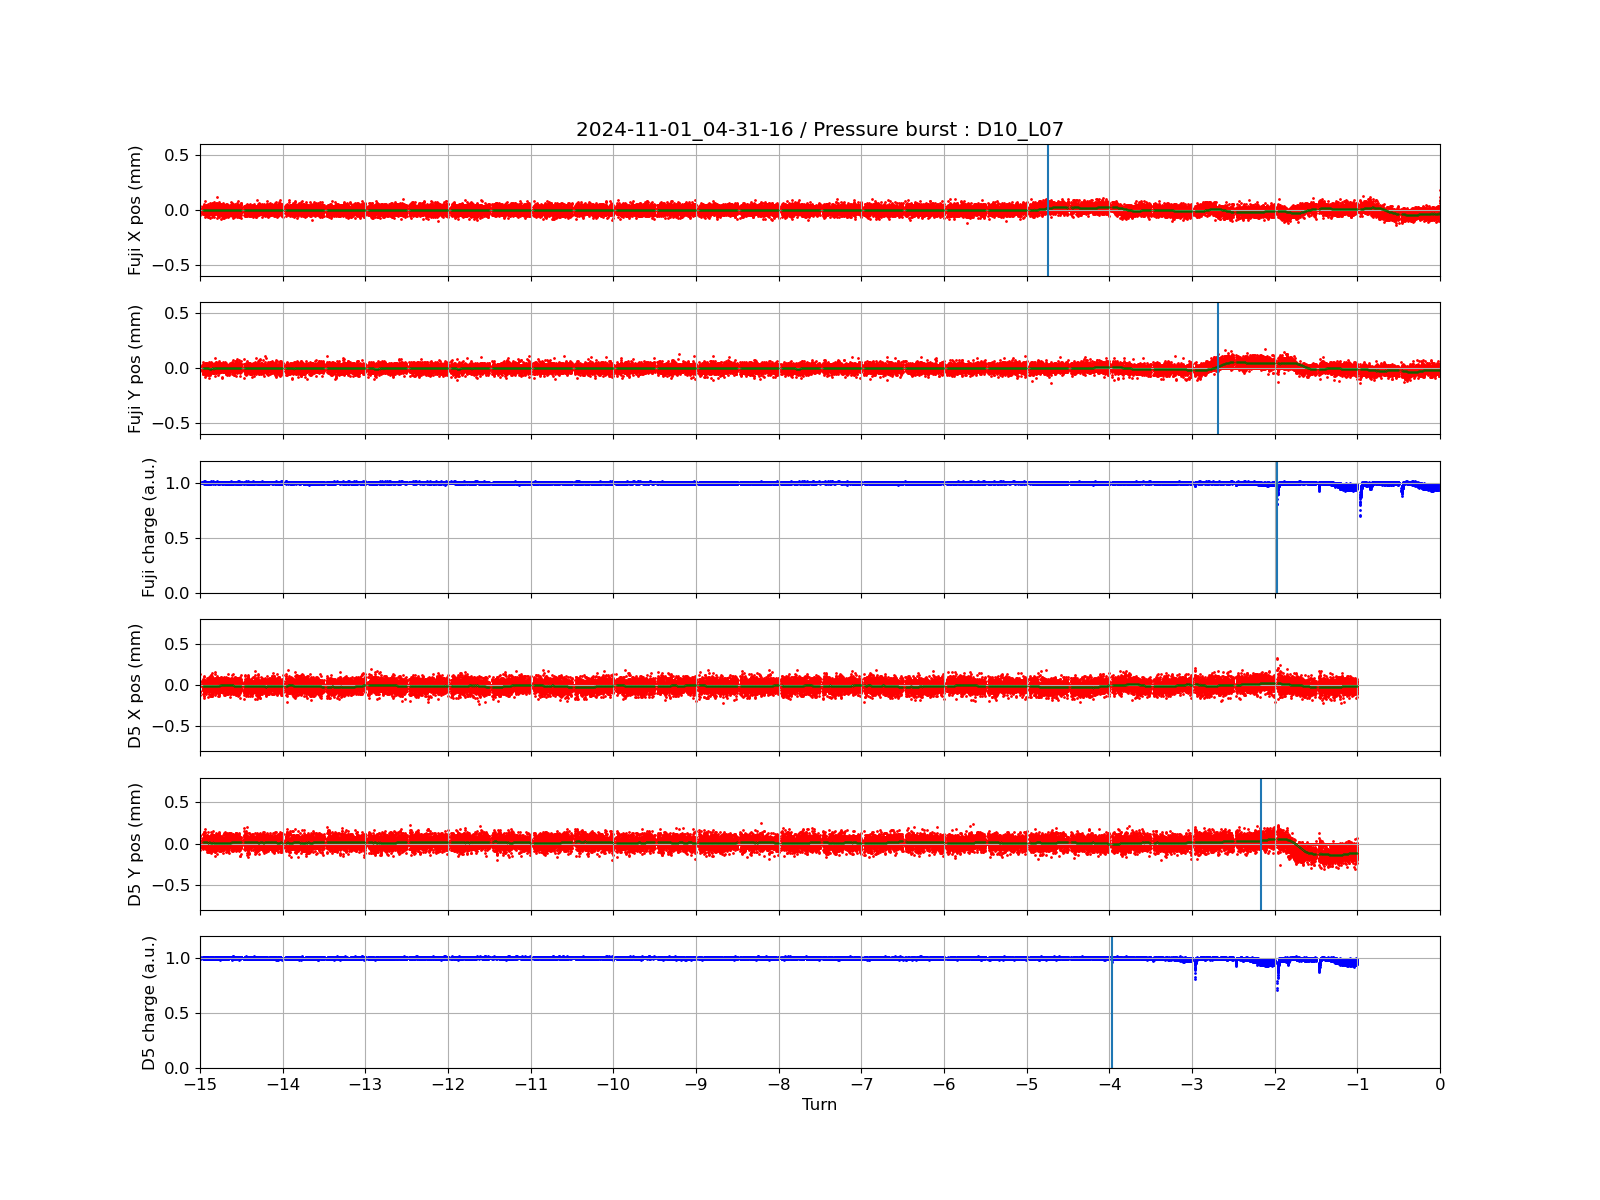 2024-11-01_04-31-16 / Pressure burst : D10_L07
Fuji X pos (mm)
0.5
0.0
−0.5
Fuji Y pos (mm)
0.5
0.0
−0.5
Fuji charge (a.u.)
1.0
0.5
0.0
D5 X pos (mm)
0.5
0.0
−0.5
D5 Y pos (mm)
0.5
0.0
−0.5
D5 charge (a.u.)
1.0
0.5
0.0
−15 −14 −13 −12 −11 −10 −9 −8 −7 −6 −5 −4 −3 −2 −1 0
Turn